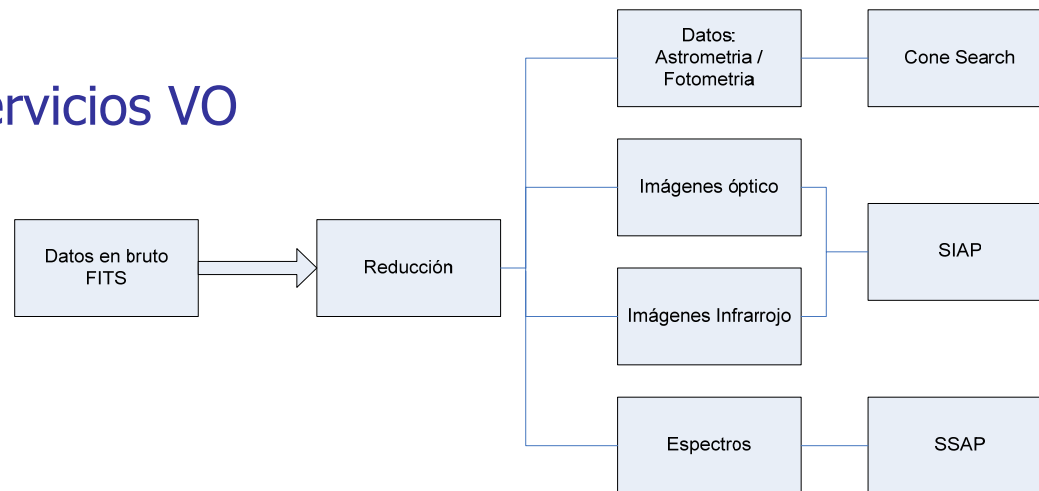 ervicios VO
Datos en bruto
FITS
Reducción
Datos:
Astrometria /
Fotometria
Cone Search
Imágenes óptico
SIAP
Imágenes Infrarrojo
Espectros
SSAP